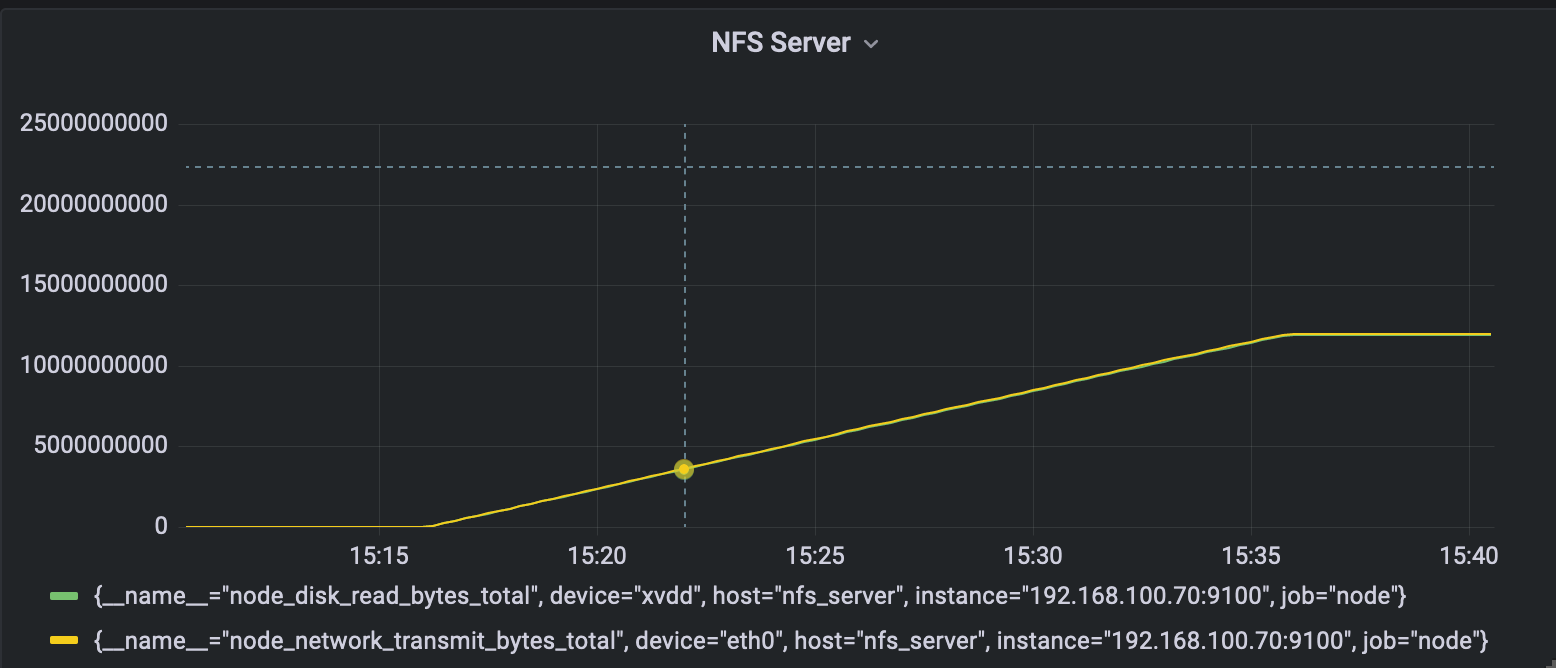 NFS Server
25000000000
20000000000
15000000000
10000000000
5000000000
0
15:15 15:20 15:25 15:30 15:35 15:40
{__name__="node_disk_read_bytes_total", device="xvdd", host="nfs_server", instance="192.168.100.70:9100", job="node"}
{__name__="node_network_transmit_bytes_total", device="eth0", host="nfs_server", instance="192.168.100.70:9100", job="node"}